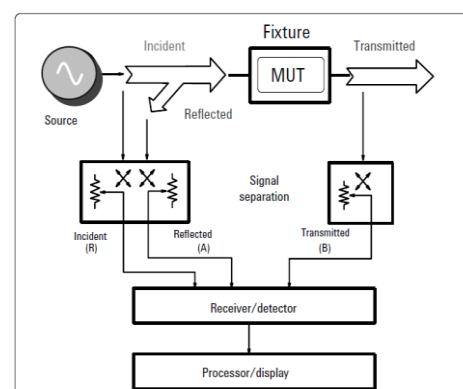 Fixture
Incident
Transmitted
MUT
Source
Reflected
Signal
separation
Incident
(R)
Reflected
(A)
Transmitted
(B)
Receiver/detector
Processor/display